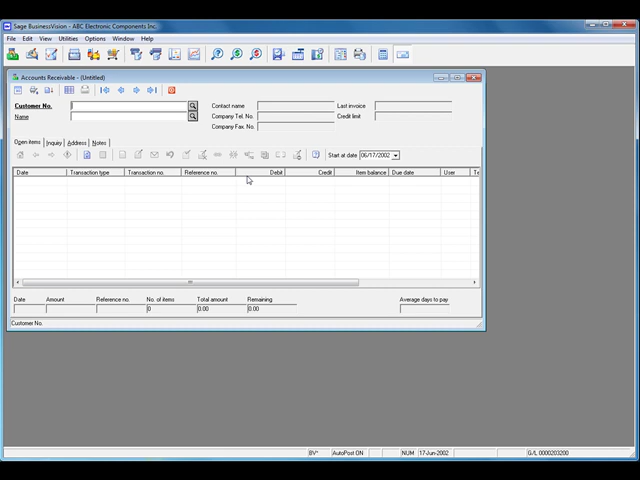 Sage BusinessVision - ABC Electronic Components Inc.
File Edit View Utilities Options Window Help
Accounts Receivable - (Untitled)
Customer No. Contact name Last invoice
Name Company Tel. No. Credit limit
Company Fax. No.
Open items Inquiry Address Notes
Start at date 06/17/2002
Date Transaction type Transaction no. Reference no. Debit Credit Item balance Due date User Te
Date Amount Reference no. No. of items Total amount Remaining Average days to pay
0 0.00 0.00
Customer No.
BV* AutoPost ON NUM 17-Jun-2002 G/L 0000203200